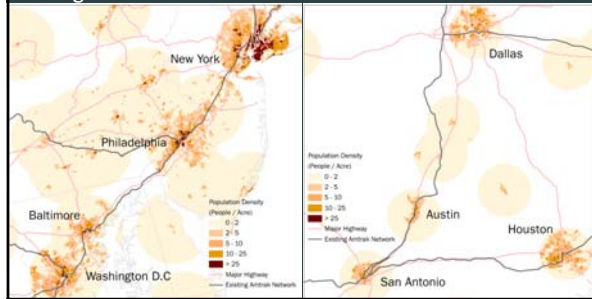 New York
Philadelphia
Baltimore
Washington D.C
Population Density
(People / Acre)
0 - 2
2 - 5
5 - 10
10 - 25
> 25
Major Highway
Existing Amtrak Network
Dallas
Austin
Houston
San Antonio
Population Density
(People / Acre)
0 - 2
2 - 5
5 - 10
10 - 25
> 25
Major Highway
Existing Amtrak Network